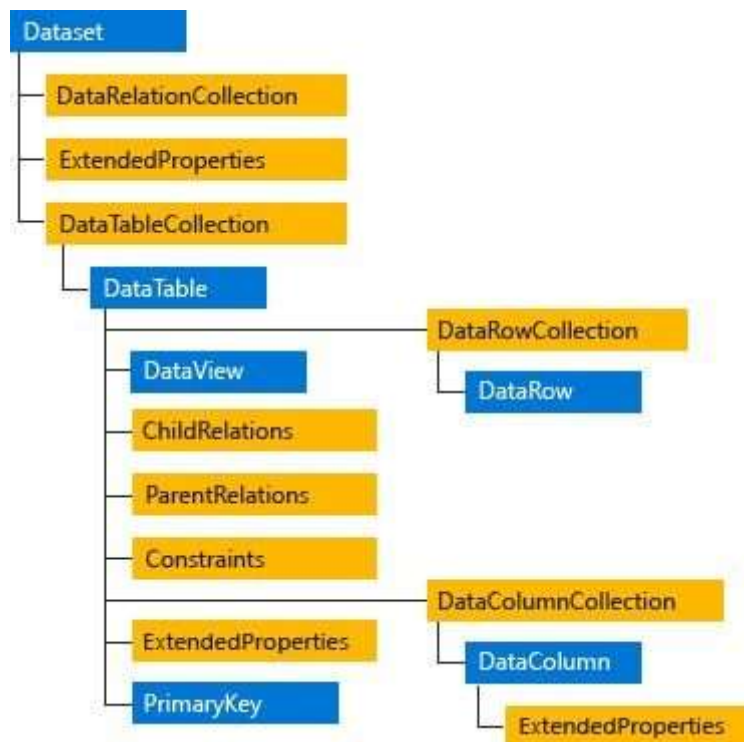 Dataset
DataRelationCollection
ExtendedProperties
DataTableCollection
DataTable
DataRowCollection
DataView
DataRow
ChildRelations
ParentRelations
Constraints
DataColumnCollection
ExtendedProperties
DataColumn
PrimaryKey
ExtendedProperties